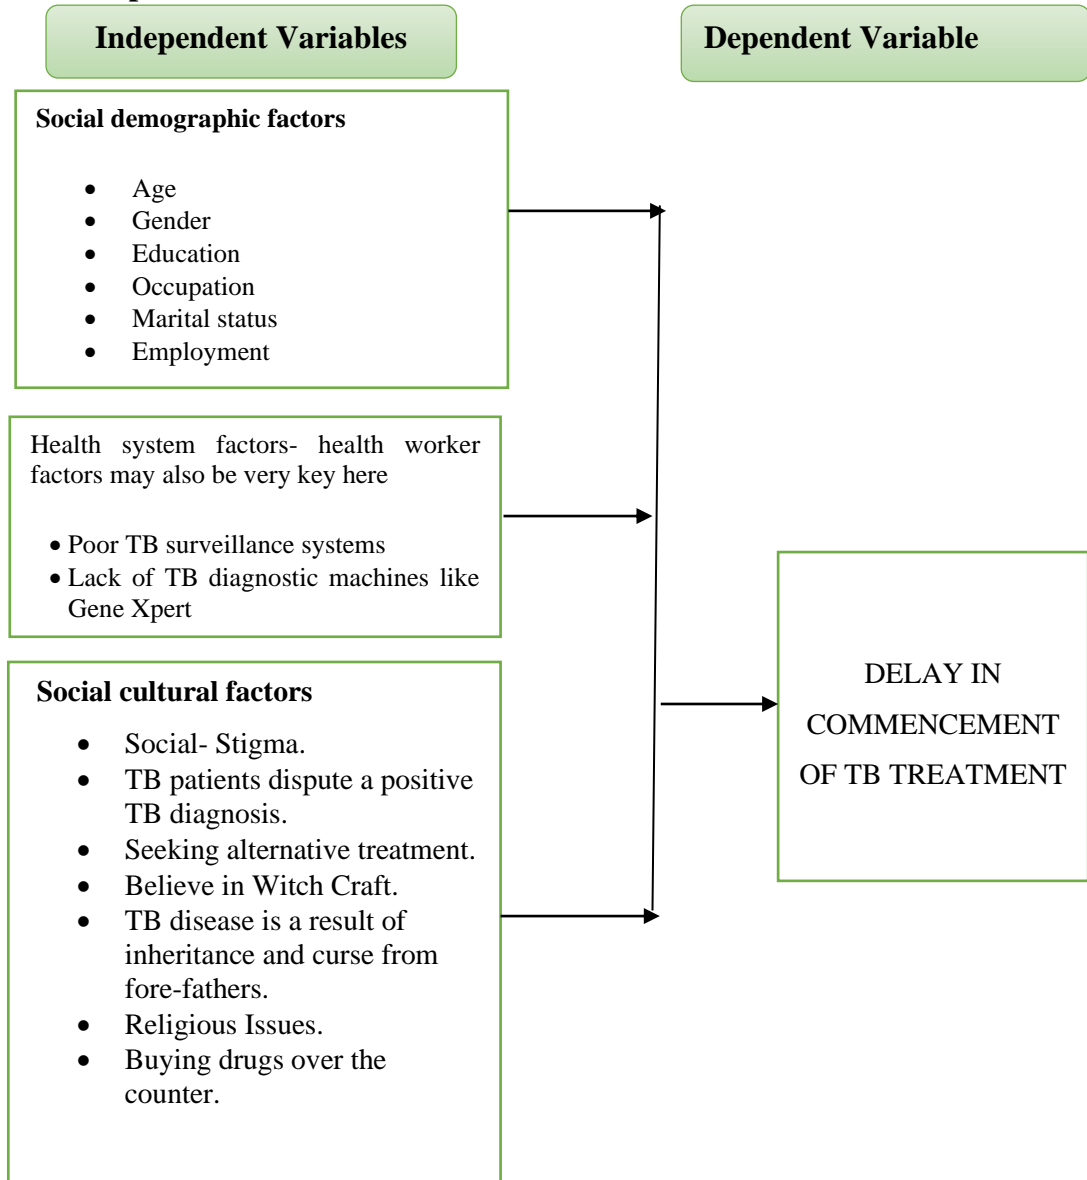 Independent Variables
Dependent Variable
Social demographic factors
• Age
• Gender
• Education
• Occupation
• Marital status
• Employment
Health system factors- health worker
factors may also be very key here
• Poor TB surveillance systems
• Lack of TB diagnostic machines like
Gene Xpert
Social cultural factors
• Social- Stigma.
• TB patients dispute a positive
TB diagnosis.
• Seeking alternative treatment.
• Believe in Witch Craft.
• TB disease is a result of
inheritance and curse from
fore-fathers.
• Religious Issues.
• Buying drugs over the
counter.
DELAY IN
COMMENCEMENT
OF TB TREATMENT